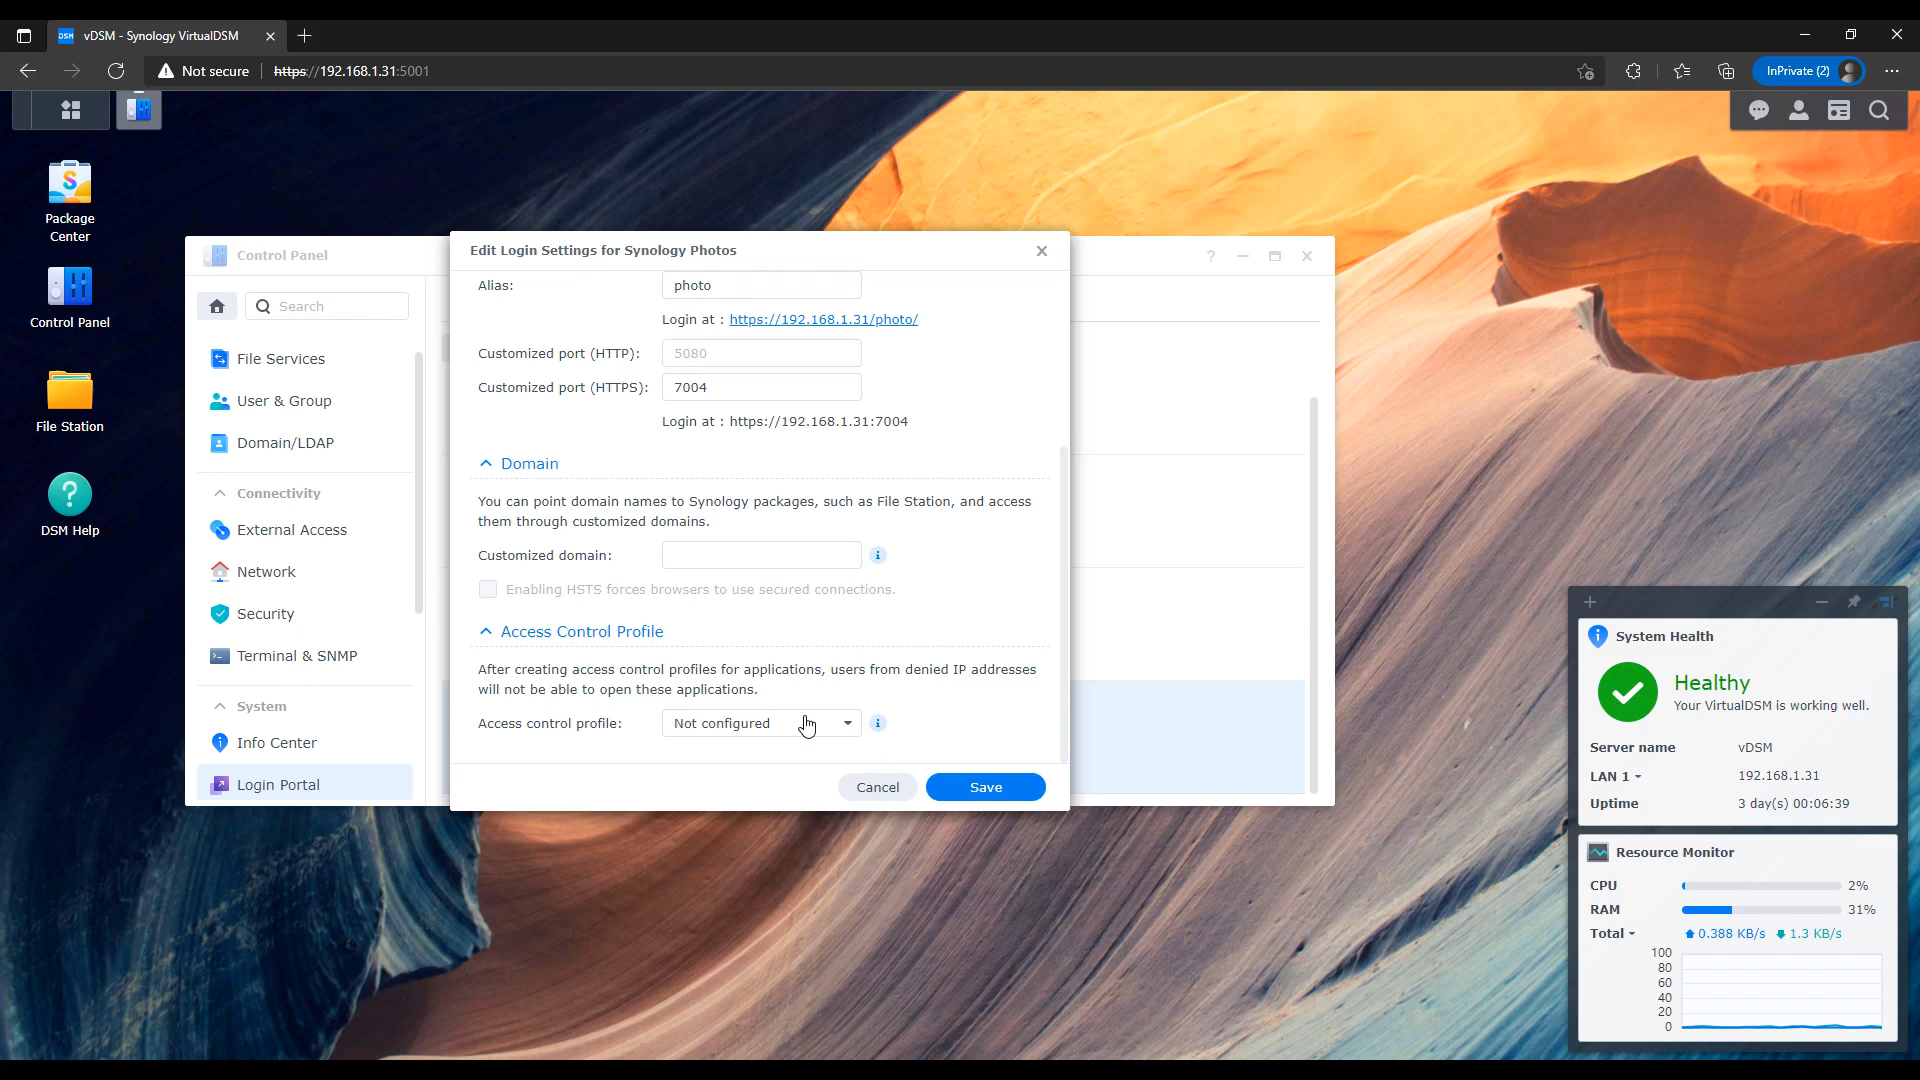 vDSM - Synology VirtualDSM
Not secure
https://192.168.1.31:5001
InPrivate (2)
Package
Center
Control Panel
File Station
DSM Help
Control Panel
Search
File Services
User & Group
Domain/LDAP
Connectivity
External Access
Network
Security
Terminal & SNMP
System
Info Center
Login Portal
Edit Login Settings for Synology Photos
Alias:
photo
Login at : https://192.168.1.31/photo/
Customized port (HTTP):
5080
Customized port (HTTPS):
7004
Login at : https://192.168.1.31:7004
Domain
You can point domain names to Synology packages, such as File Station, and access
them through customized domains.
Customized domain:
Enabling HSTS forces browsers to use secured connections.
Access Control Profile
After creating access control profiles for applications, users from denied IP addresses
will not be able to open these applications.
Access control profile:
Not configured
Cancel
Save
System Health
Healthy
Your VirtualDSM is working well.
Server name
vDSM
LAN 1
192.168.1.31
Uptime
3 day(s) 00:06:39
Resource Monitor
CPU
2%
RAM
31%
Total
0.388 KB/s
1.3 KB/s
100
80
60
40
20
0